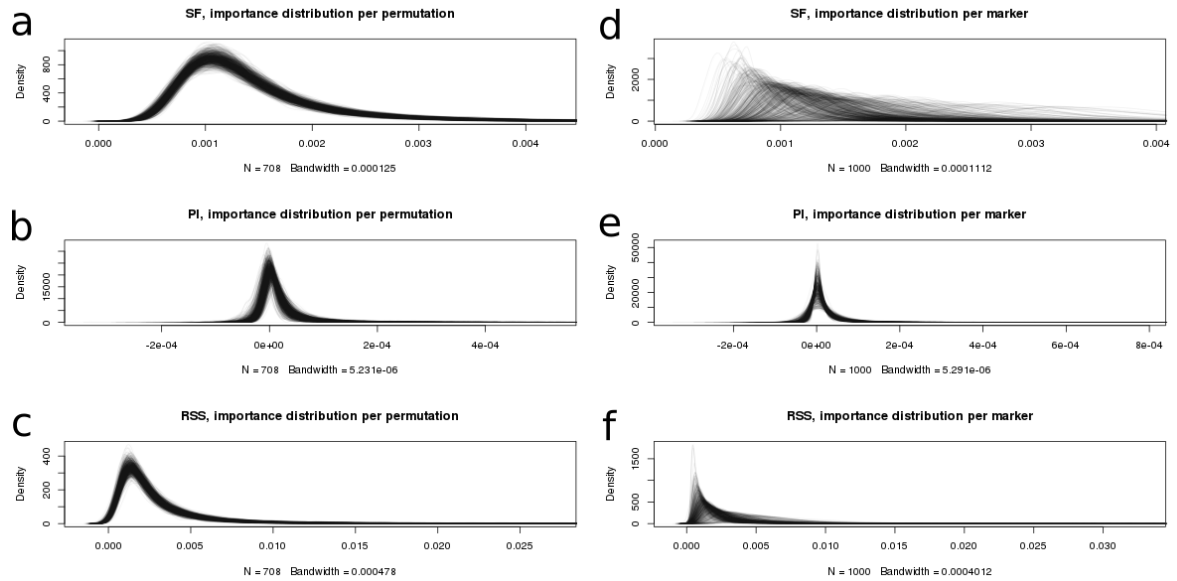 a
SF, importance distribution per permutation
Density
0 400 800
0.000 0.001 0.002 0.003 0.004
N = 708 Bandwidth = 0.000125
b
PI, importance distribution per permutation
Density
0 15000
-2e-04 0e+00 2e-04 4e-04
N = 708 Bandwidth = 5.231e-06
c
RSS, importance distribution per permutation
Density
0 200 400
0.000 0.005 0.010 0.015 0.020 0.025
N = 708 Bandwidth = 0.000478
d
SF, importance distribution per marker
Density
0 2000
0.000 0.001 0.002 0.003 0.004
N = 1000 Bandwidth = 0.0001112
e
PI, importance distribution per marker
Density
0 20000 50000
-2e-04 0e+00 2e-04 4e-04 6e-04 8e-04
N = 1000 Bandwidth = 5.291e-06
f
RSS, importance distribution per marker
Density
0 500 1500
0.000 0.005 0.010 0.015 0.020 0.025 0.030
N = 1000 Bandwidth = 0.0004012